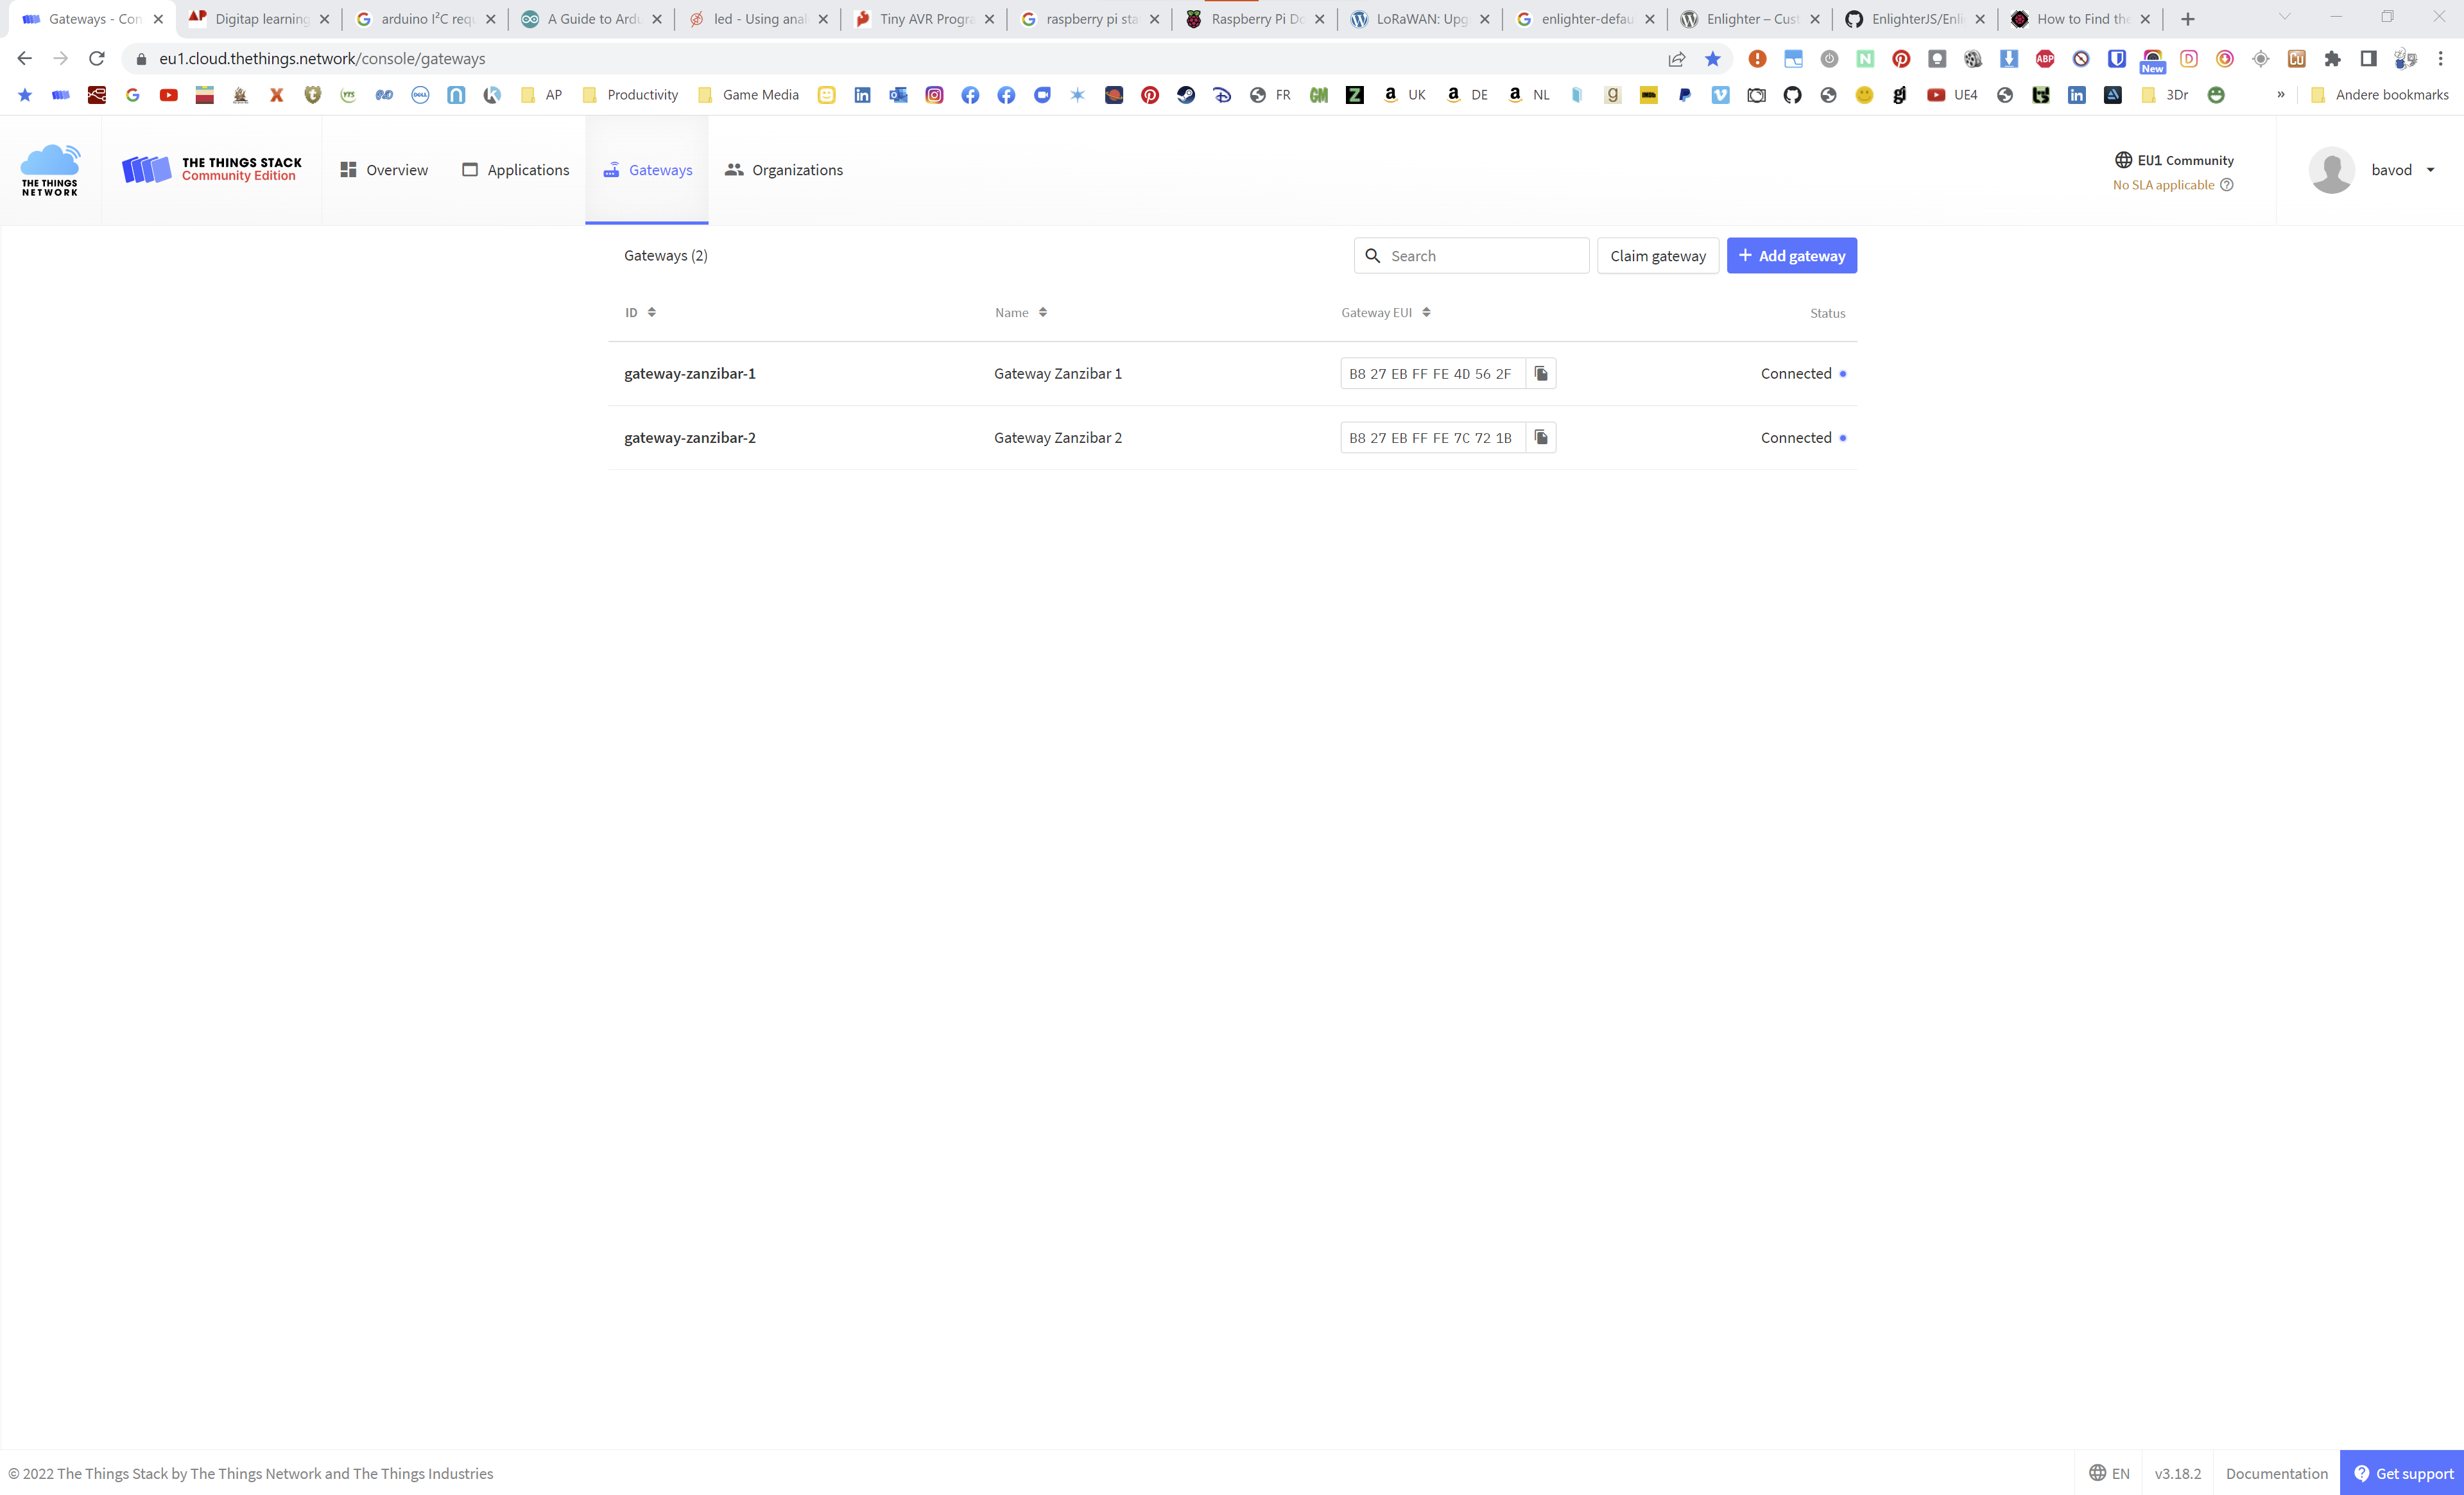 Gateways - Con
Digitap learning
arduino I²C requ
A Guide to Ardu
led - Using anal
Tiny AVR Progra
raspberry pi sta
Raspberry Pi Do
LoRaWAN: Upg
enlighter-defau
Enlighter – Cust
EnlighterJS/Enli
How to Find the
eu1.cloud.thethings.network/console/gateways
ABP
New
AP
Productivity
Game Media
FR
UK
DE
NL
UE4
3Dr
»
Andere bookmarks
THE THINGS
NETWORK
THE THINGS STACK
Community Edition
Overview
Applications
Gateways
Organizations
EU1 Community
No SLA applicable
bavod
Gateways (2)
Search
Claim gateway
+ Add gateway
ID
Name
Gateway EUI
Status
gateway-zanzibar-1
Gateway Zanzibar 1
B8 27 EB FF FE 4D 56 2F
Connected
gateway-zanzibar-2
Gateway Zanzibar 2
B8 27 EB FF FE 7C 72 1B
Connected
© 2022 The Things Stack by The Things Network and The Things Industries
EN
v3.18.2
Documentation
Get support